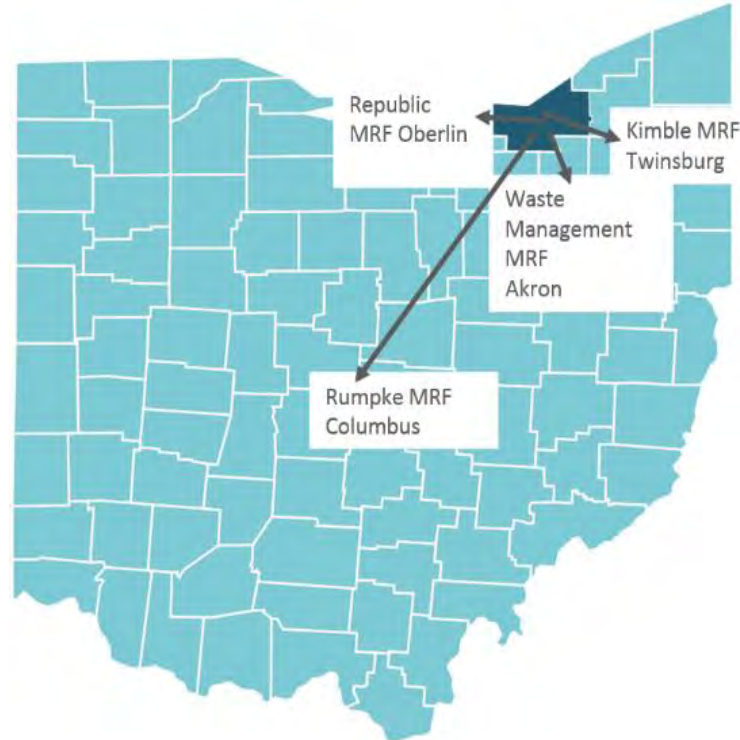 Republic
MRF Oberlin
Kimble MRF
Twinsburg
Waste
Management
MRF
Akron
Rumpke MRF
Columbus